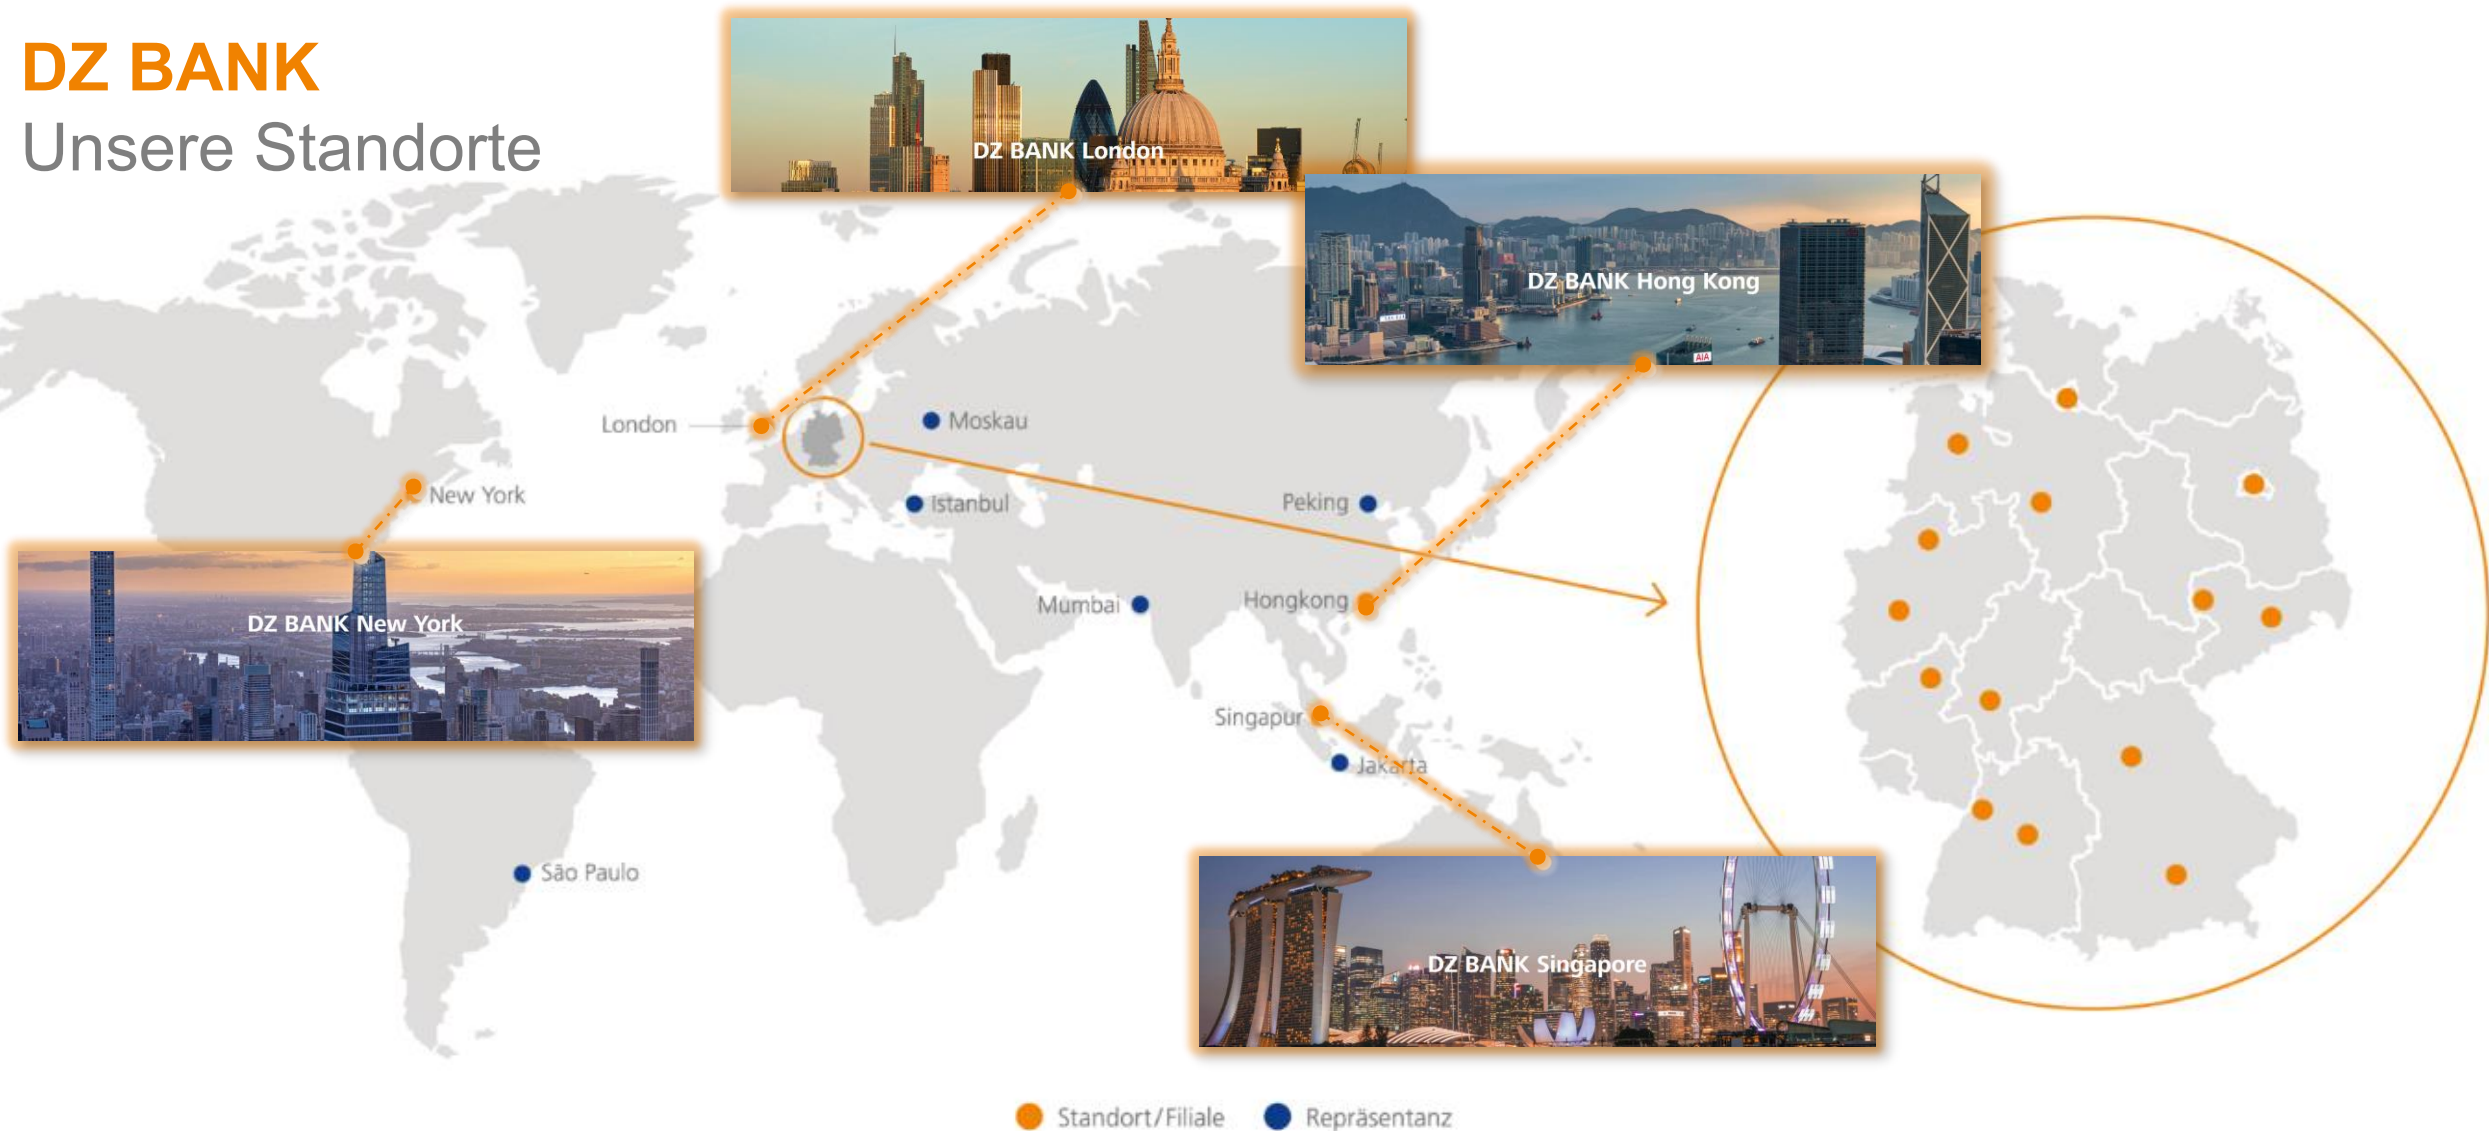 DZ BANK
Unsere Standorte
DZ BANK London
DZ BANK Hong Kong
AIA
London
Moskau
New York
Istanbul
Peking
DZ BANK New York
Mumbai
Hongkong
Singapur
Jakarta
São Paulo
DZ BANK Singapore
Standort/Filiale
Repräsentanz